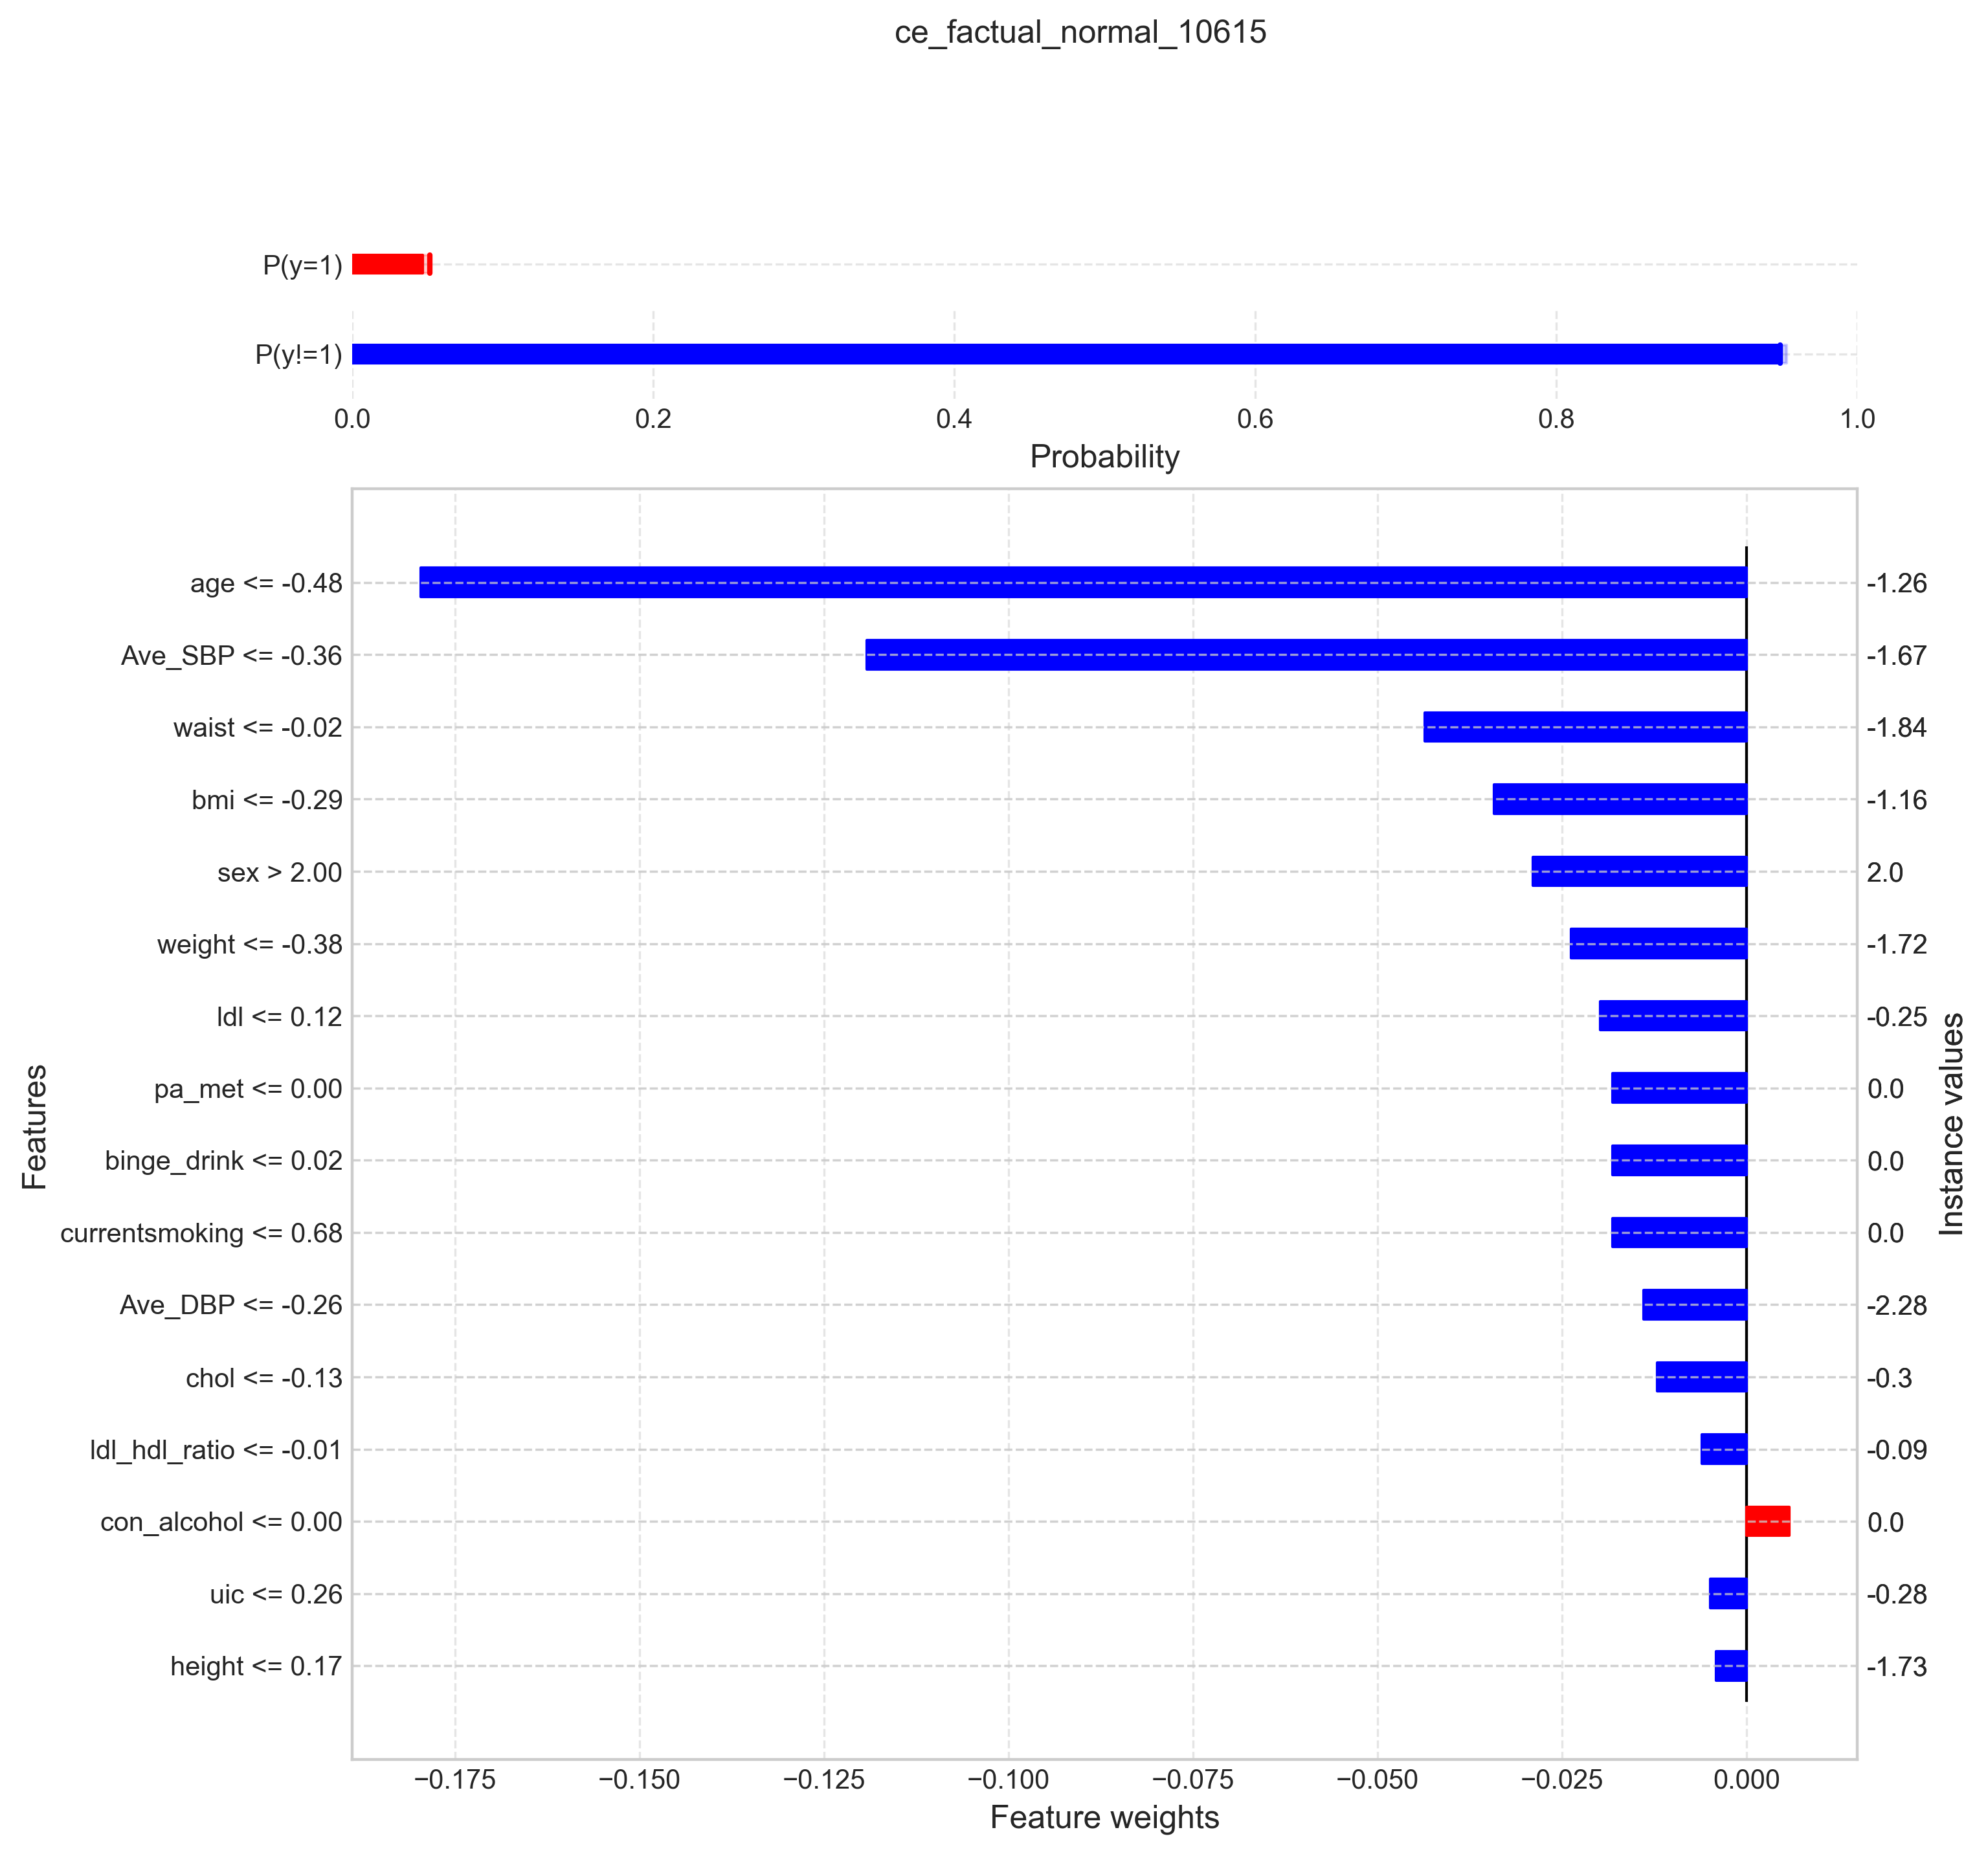 ce_factual_normal_10615
P(y=1)
P(y!=1)
0.0 0.2 0.4 0.6 0.8 1.0
Probability
age <= -0.48 -1.26
Ave_SBP <= -0.36 -1.67
waist <= -0.02 -1.84
bmi <= -0.29 -1.16
sex > 2.00 2.0
weight <= -0.38 -1.72
ldl <= 0.12 -0.25
pa_met <= 0.00 0.0
binge_drink <= 0.02 0.0
currentsmoking <= 0.68 0.0
Ave_DBP <= -0.26 -2.28
chol <= -0.13 -0.3
ldl_hdl_ratio <= -0.01 -0.09
con_alcohol <= 0.00 0.0
uic <= 0.26 -0.28
height <= 0.17 -1.73
Features
Instance values
−0.175 −0.150 −0.125 −0.100 −0.075 −0.050 −0.025 0.000
Feature weights